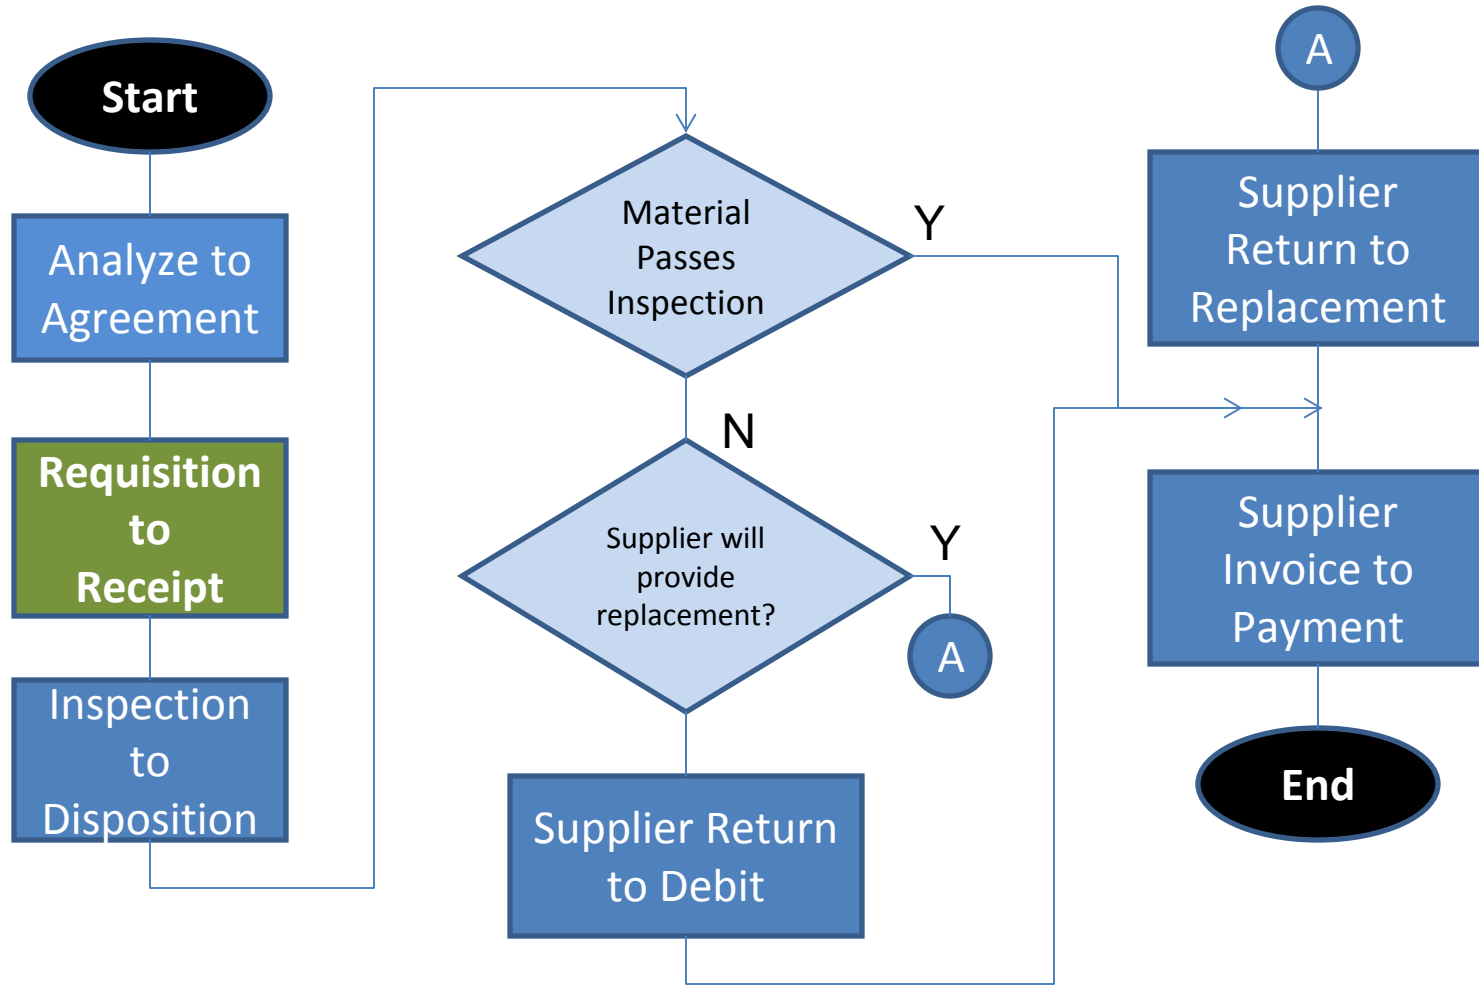 Start
Analyze to
Agreement
Requisition
to
Receipt
Inspection
to
Disposition
Material
Passes
Inspection
Y
N
Supplier will
provide
replacement?
Y
A
Supplier Return
to Debit
A
Supplier
Return to
Replacement
Supplier
Invoice to
Payment
End